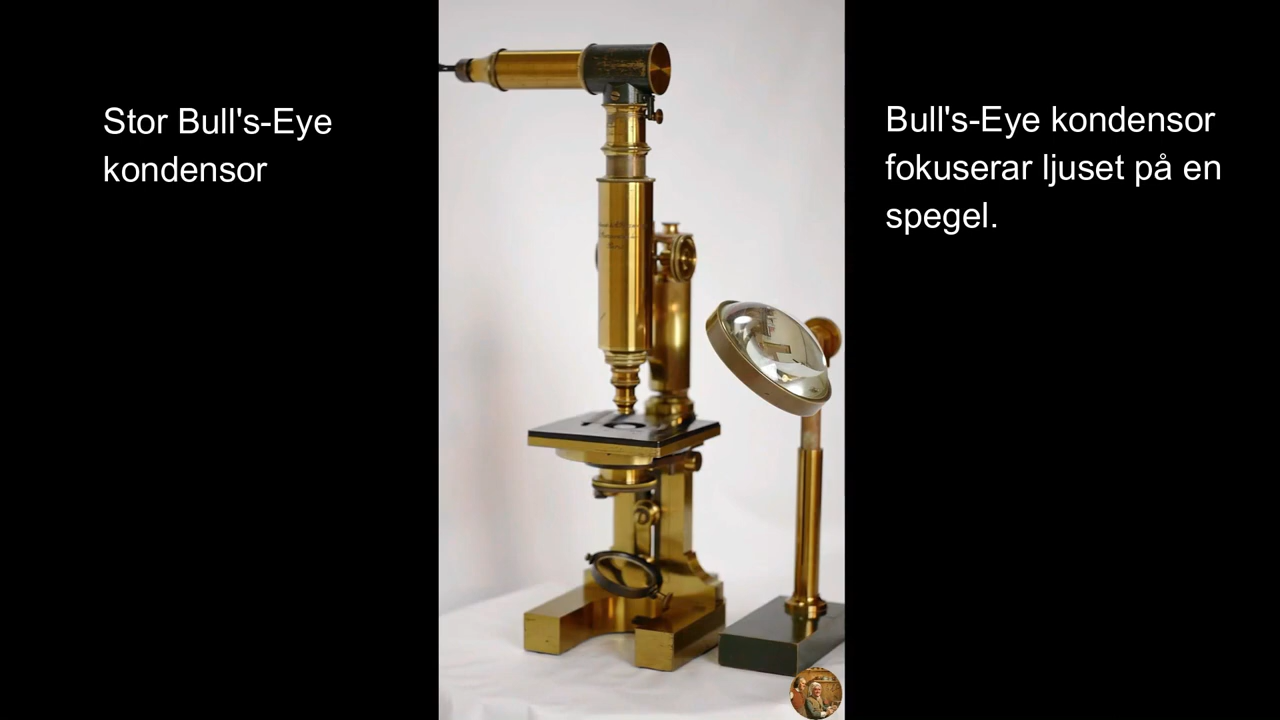 Stor Bull's-Eye
kondensor
Bull's-Eye kondensor
fokuserar ljuset på en
spegel.